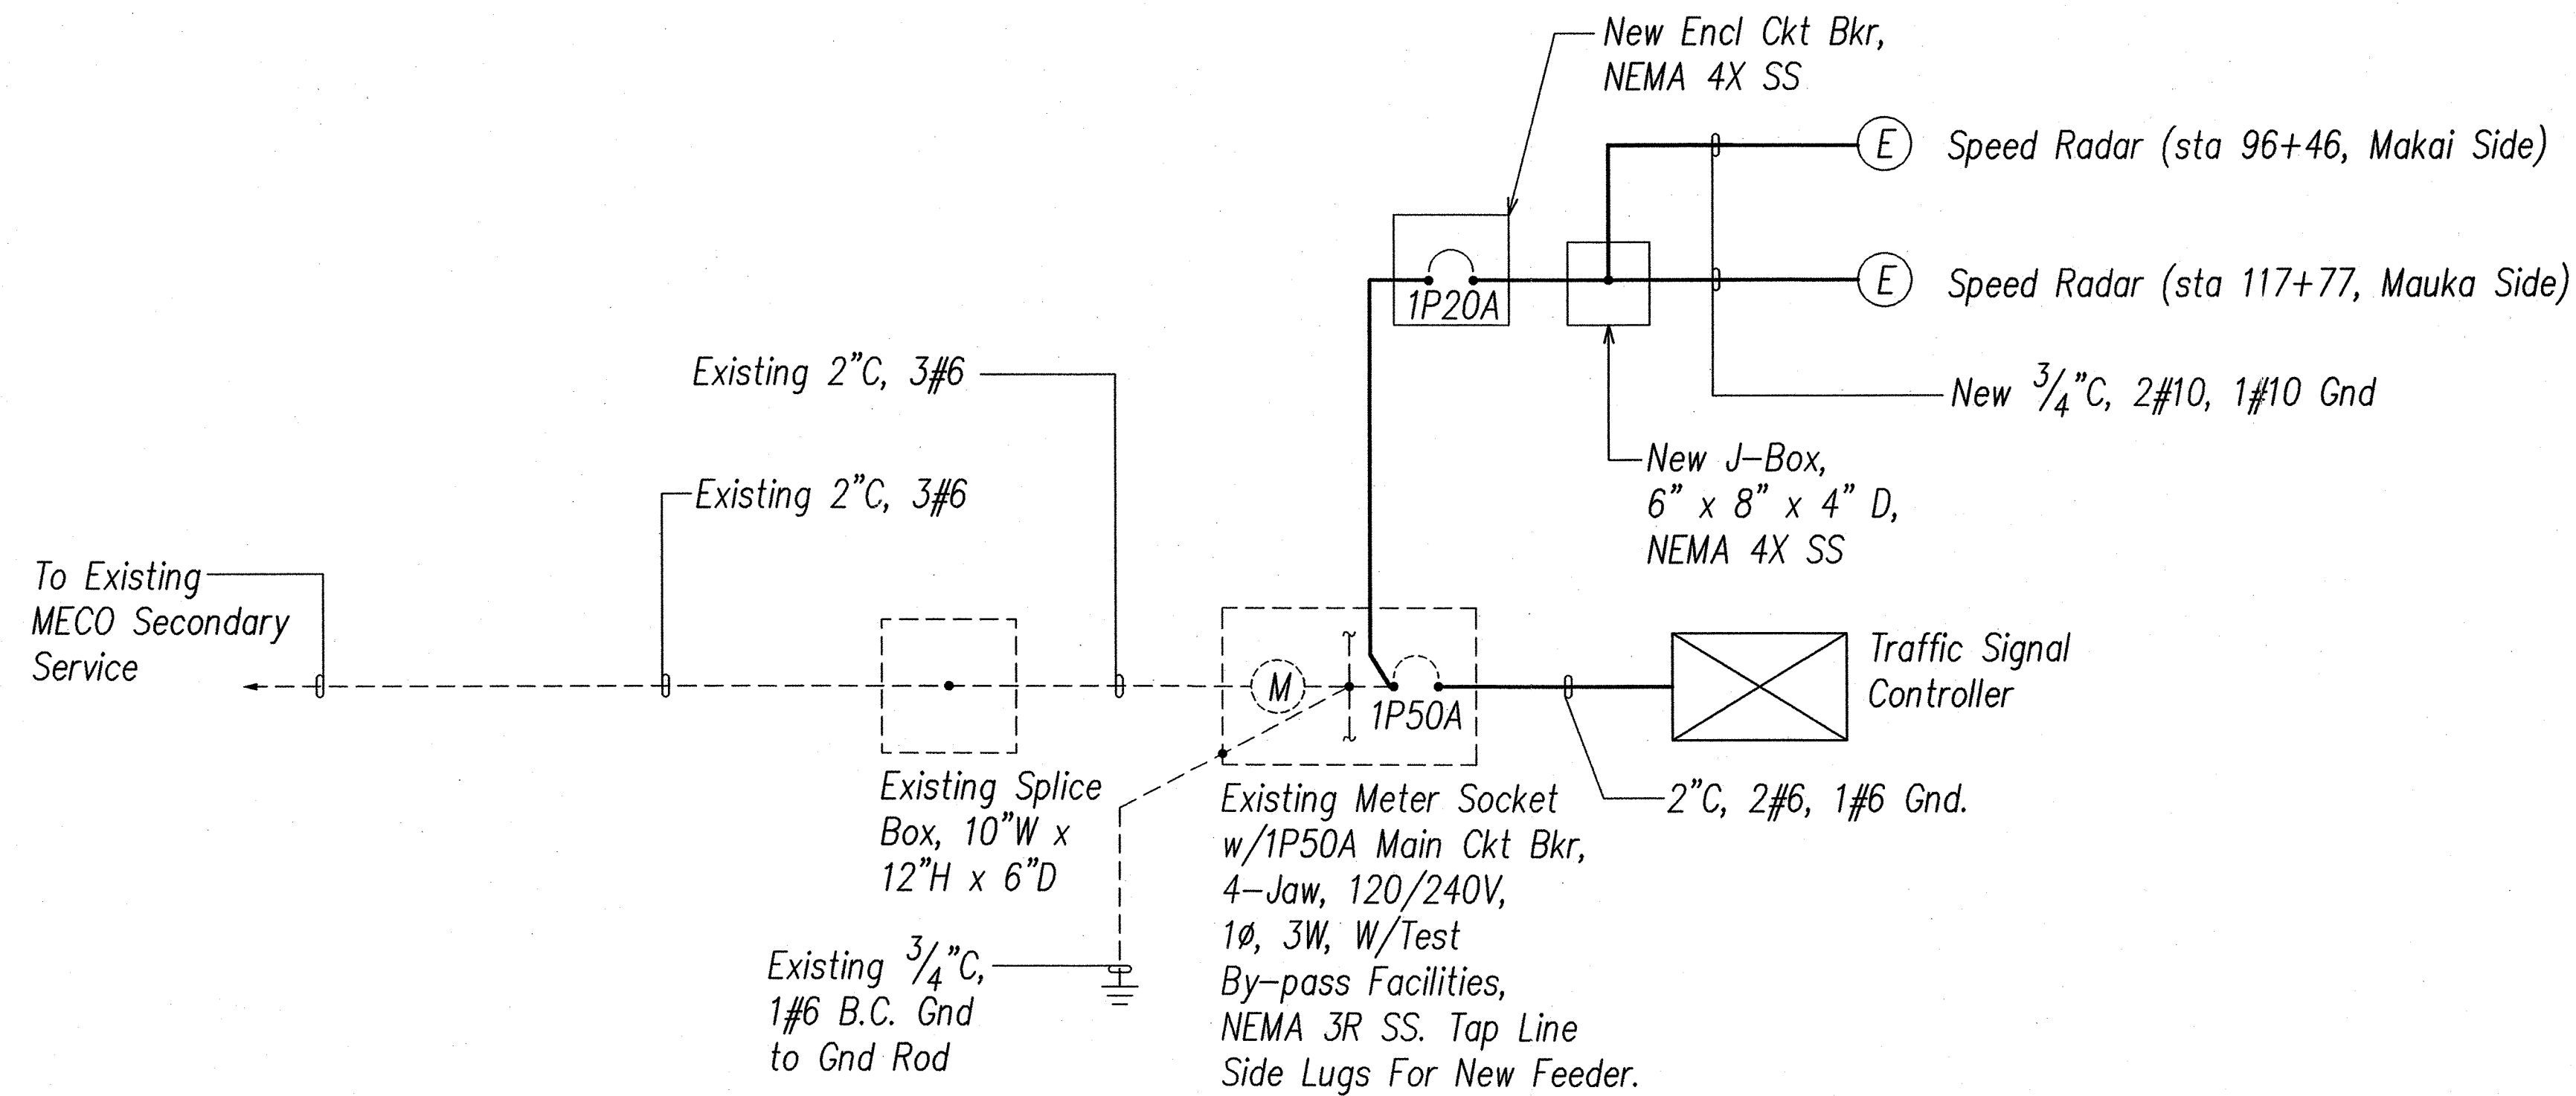 New Encl Ckt Bkr,
NEMA 4X SS
E
Speed Radar (sta 96+46, Makai Side)
1P20A
E
Speed Radar (sta 117+77, Mauka Side)
Existing 2"C, 3#6
New 3/4"C, 2#10, 1#10 Gnd
New J-Box,
6" x 8" x 4" D,
NEMA 4X SS
Existing 2"C, 3#6
To Existing
MECO Secondary
Service
M
1P50A
Traffic Signal
Controller
2"C, 2#6, 1#6 Gnd.
Existing Splice
Box, 10"W x
12"H x 6"D
Existing Meter Socket
w/1P50A Main Ckt Bkr,
4-Jaw, 120/240V,
1ø, 3W, W/Test
By-pass Facilities,
NEMA 3R SS. Tap Line
Side Lugs For New Feeder.
Existing 3/4"C,
1#6 B.C. Gnd
to Gnd Rod